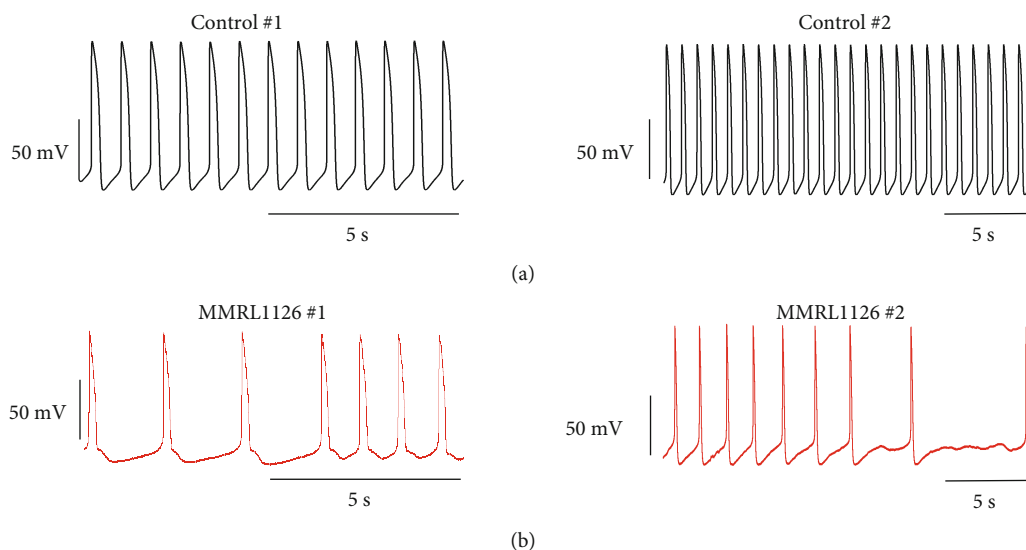 Control #1
Control #2
50 mV
50 mV
5 s
5 s
(a)
MMRL1126 #1
MMRL1126 #2
50 mV
50 mV
5 s
5 s
(b)